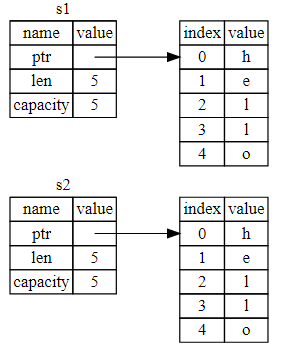 s1
name value
ptr
len 5
capacity 5
index value
0 h
1 e
2 l
3 l
4 o
s2
name value
ptr
len 5
capacity 5
index value
0 h
1 e
2 l
3 l
4 o